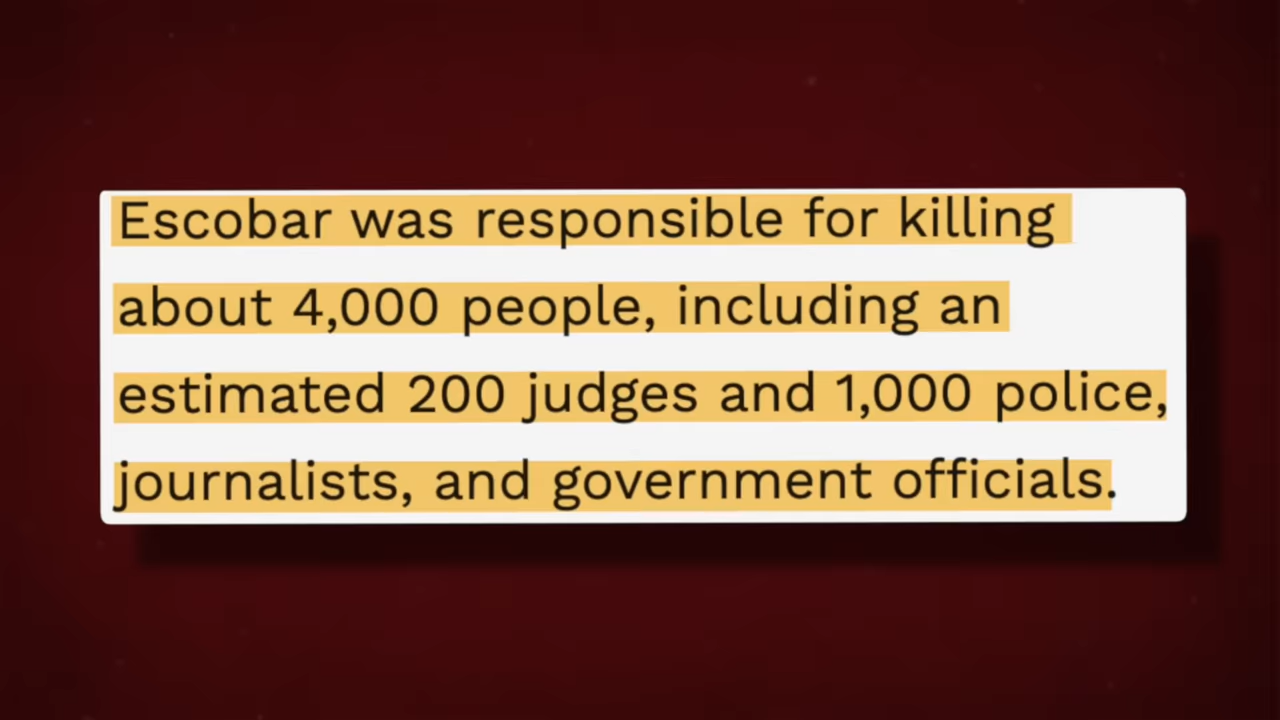 Escobar was responsible for killing
about 4,000 people, including an
estimated 200 judges and 1,000 police,
journalists, and government officials.